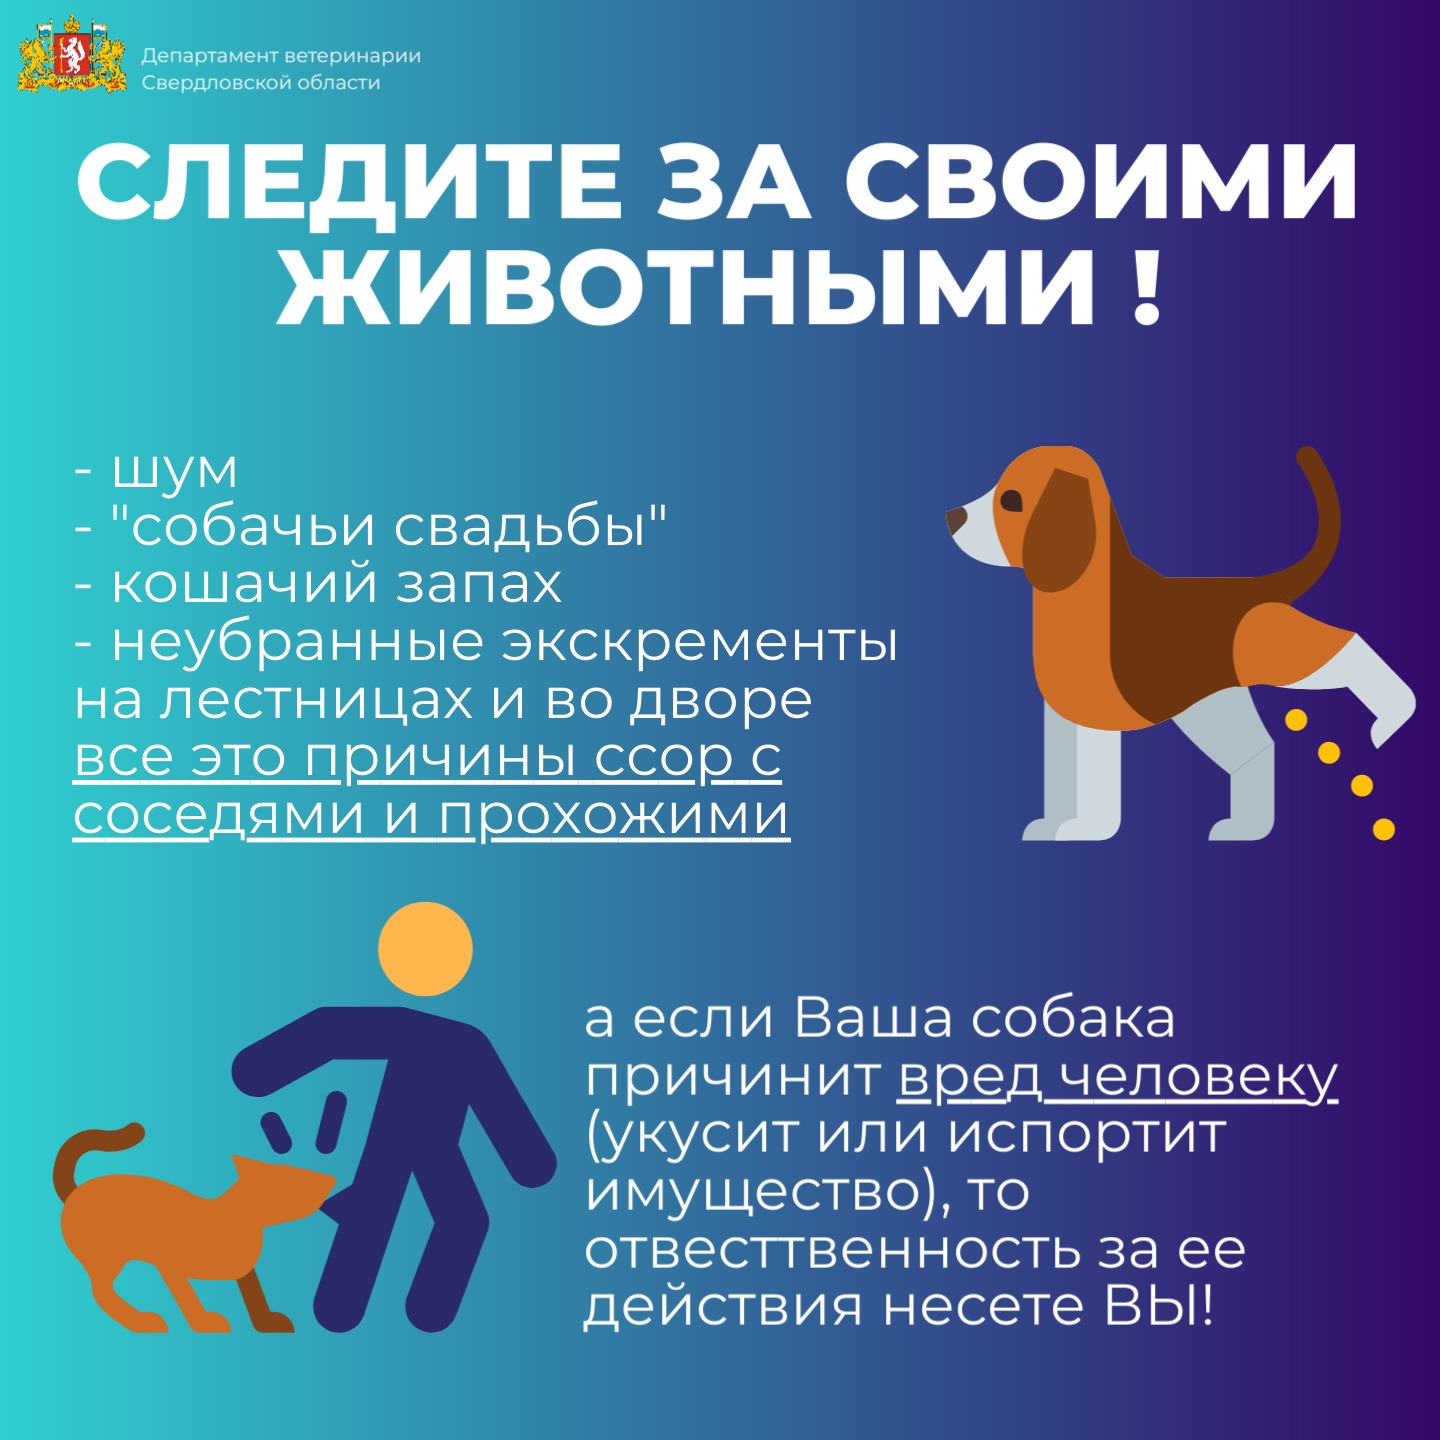 Департамент ветеринарии
Свердловской области
СЛЕДИТЕ ЗА СВОИМИ
ЖИВОТНЫМИ !
- шум
- "собачьи свадьбы"
- кошачий запах
- неубранные экскременты
на лестницах и во дворе
все это причины ссор с
соседями и прохожими
а если Ваша собака
причинит вред человеку
(укусит или испортит
имущество), то
отвесттвенность за ее
действия несете ВЫ!